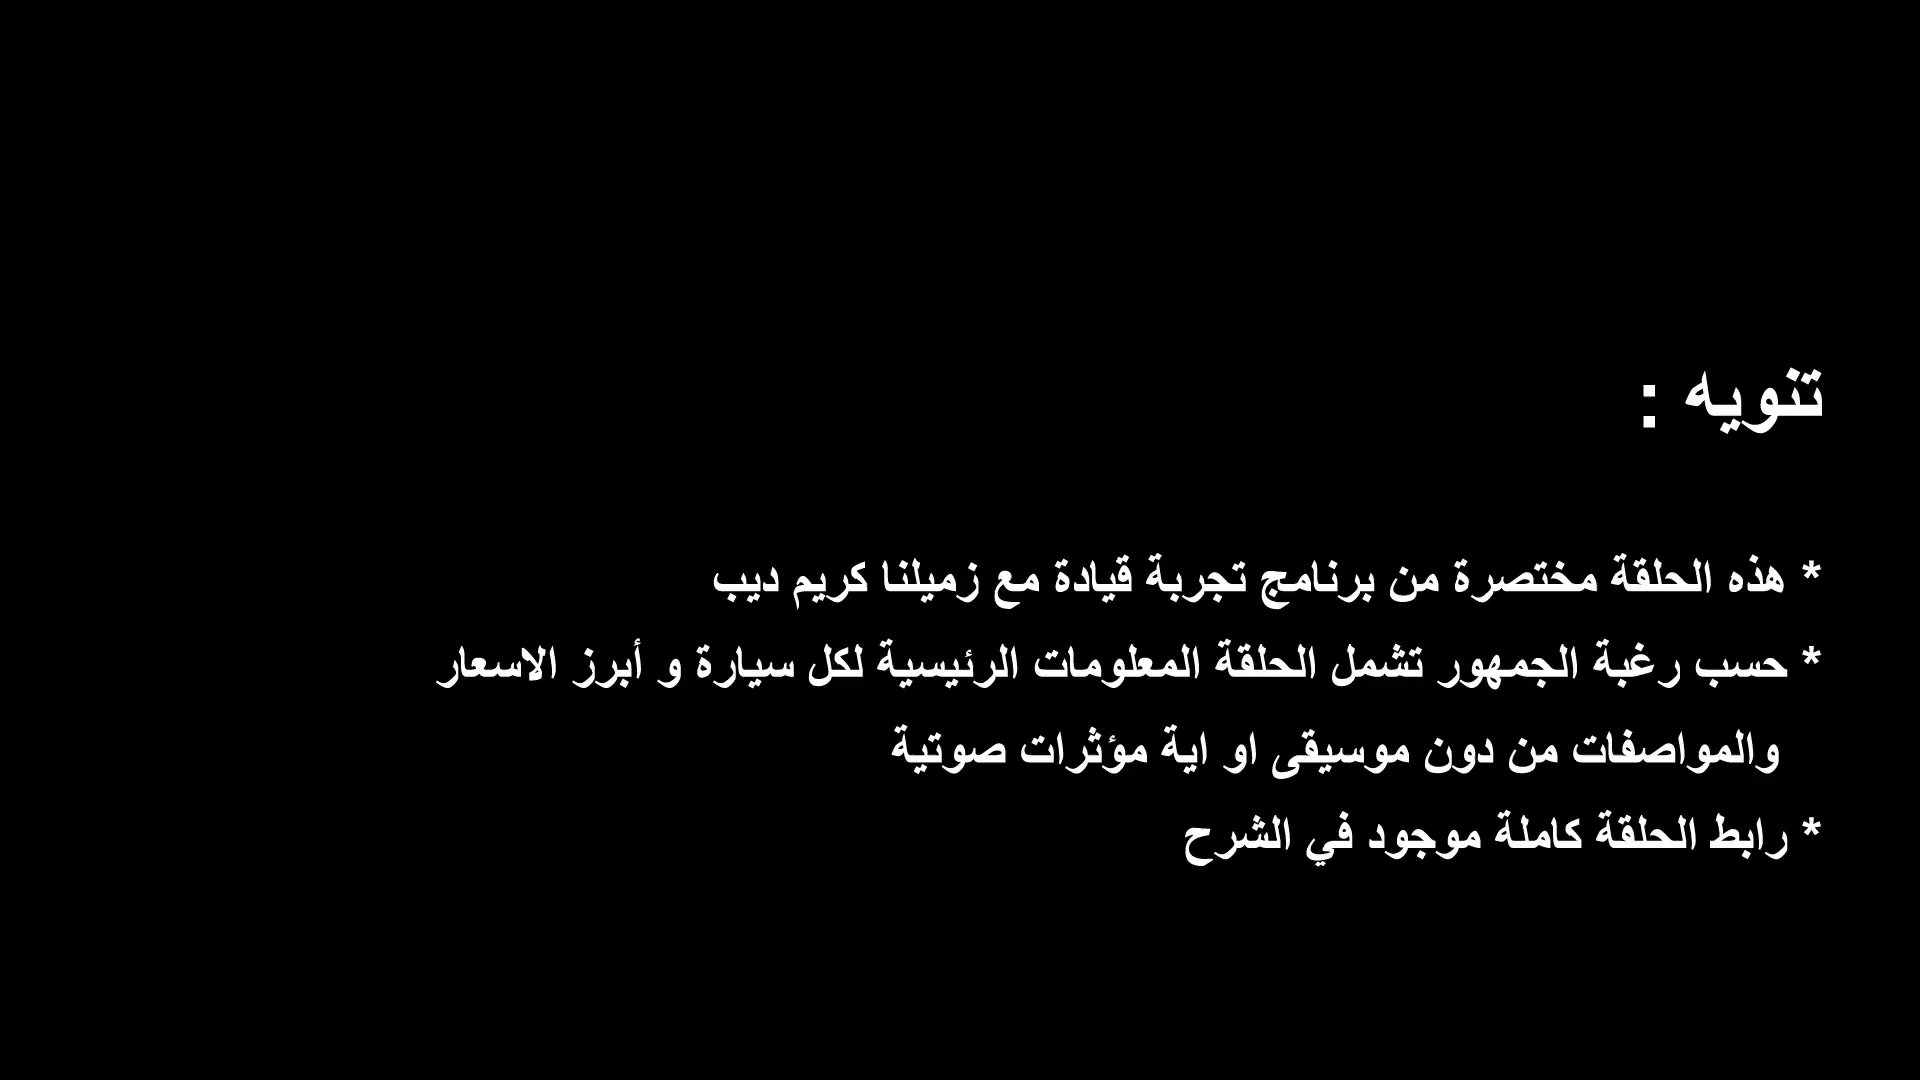 تنويه :
* هذه الحلقة مختصرة من برنامج تجربة قيادة مع زميلنا كريم ديب
* حسب رغبة الجمهور تشمل الحلقة المعلومات الرئيسية لكل سيارة و أبرز الاسعار
والمواصفات من دون موسيقى او اية مؤثرات صوتية
* رابط الحلقة كاملة موجود في الشرح